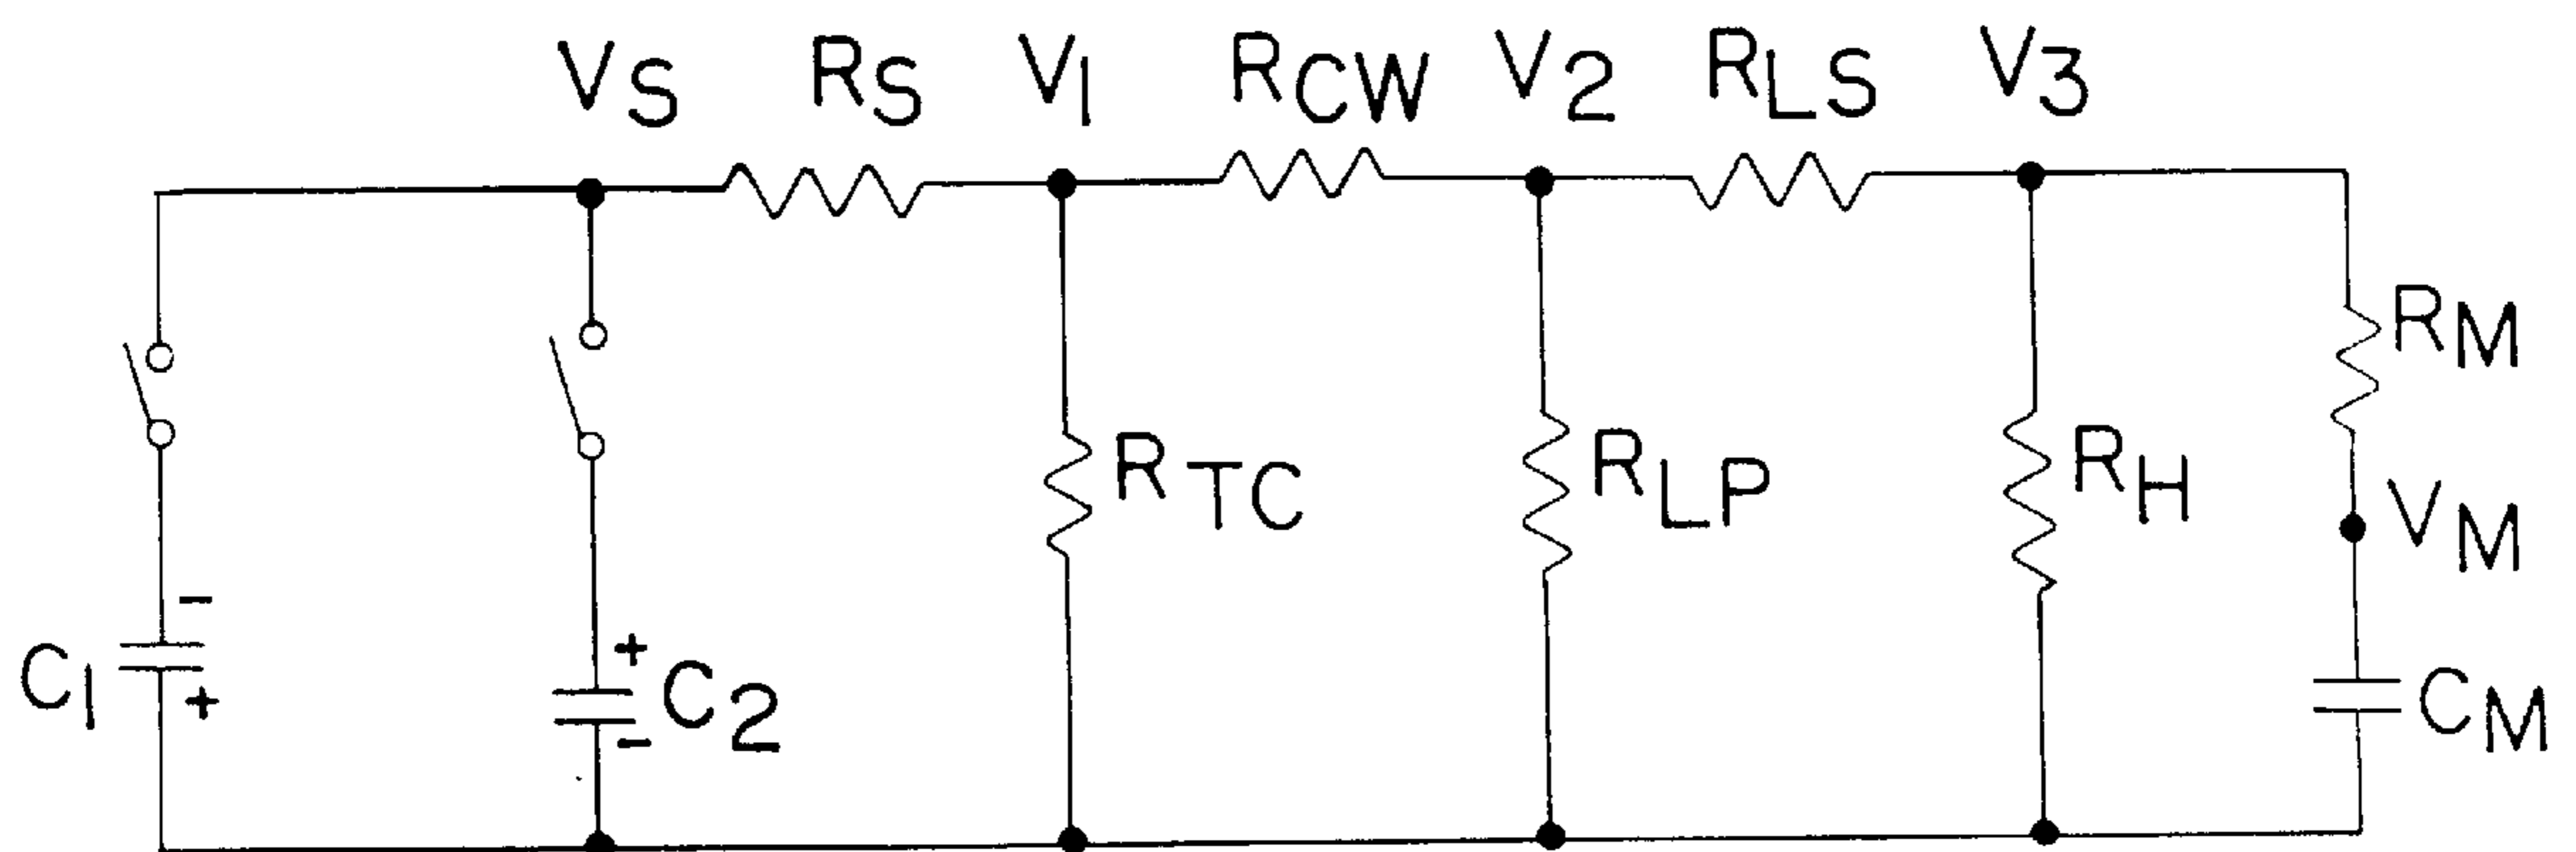 VS RS V1 RCW V2 RLS V3
RM
RTC RLP RH VM
-
+
C1 + C2 - CM